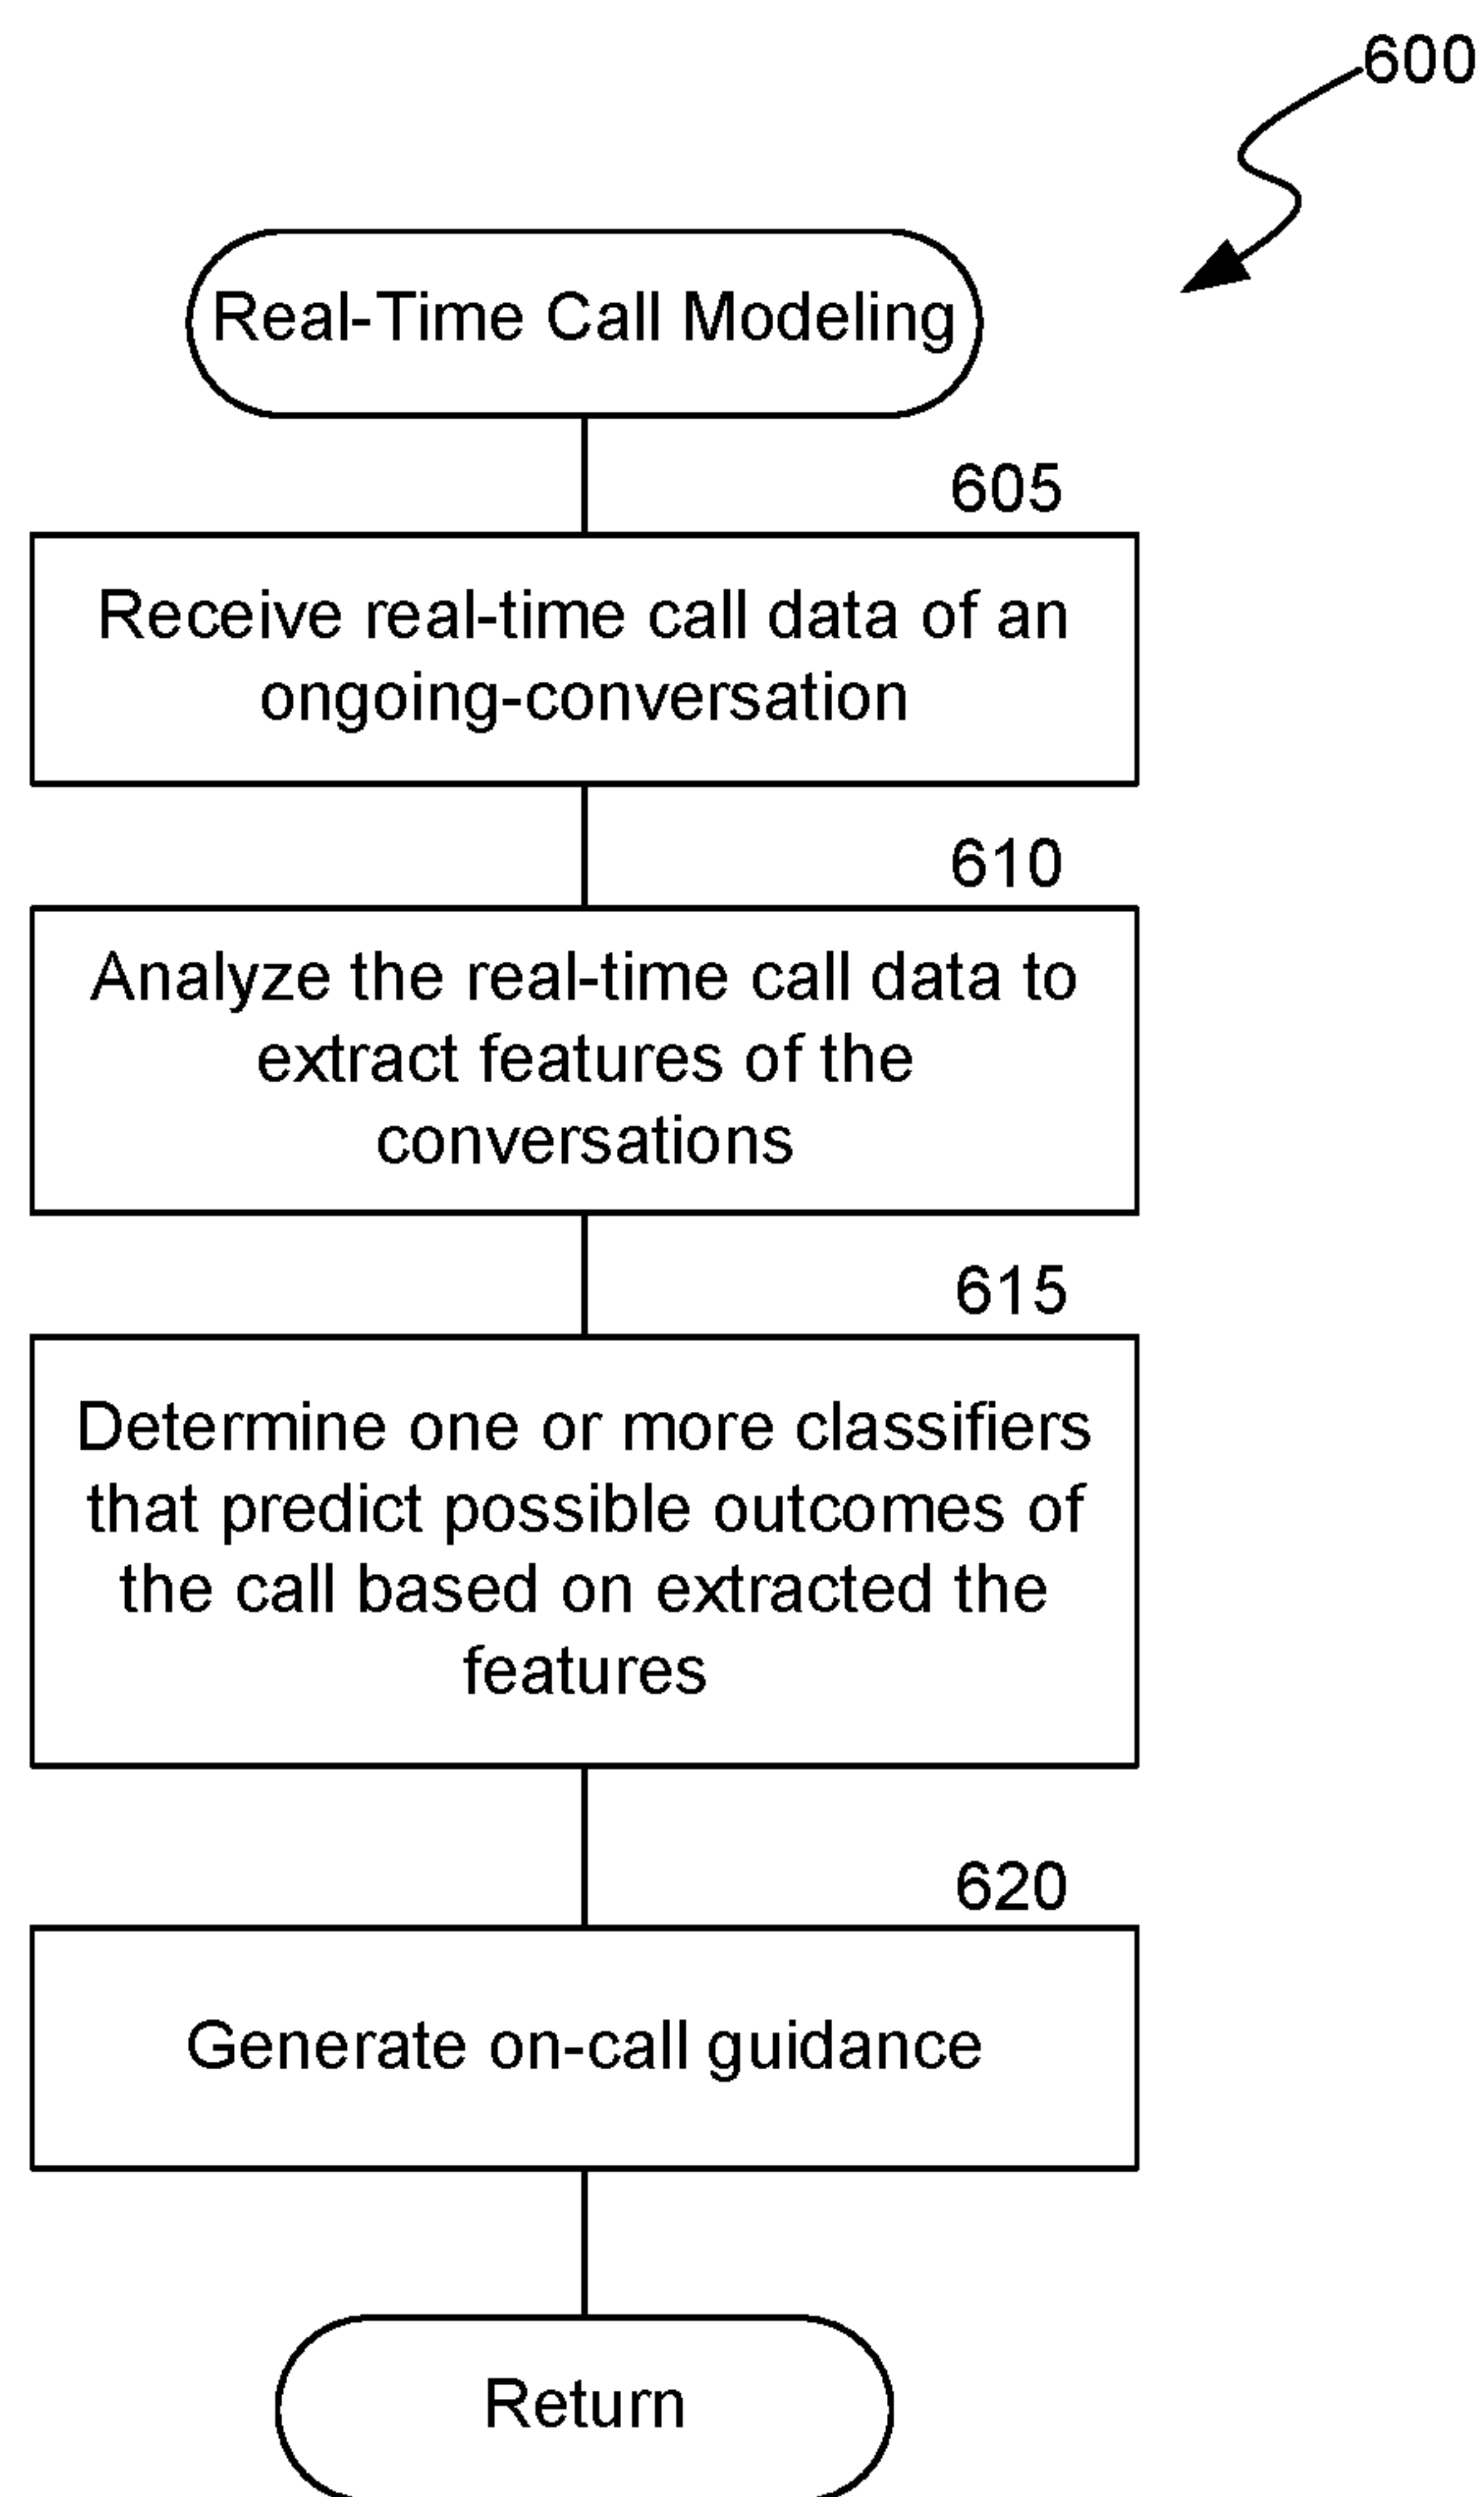 600
Real-Time Call Modeling
605
Receive real-time call data of an
ongoing-conversation
610
Analyze the real-time call data to
extract features of the
conversations
615
Determine one or more classifiers
that predict possible outcomes of
the call based on extracted the
features
620
Generate on-call guidance
Return